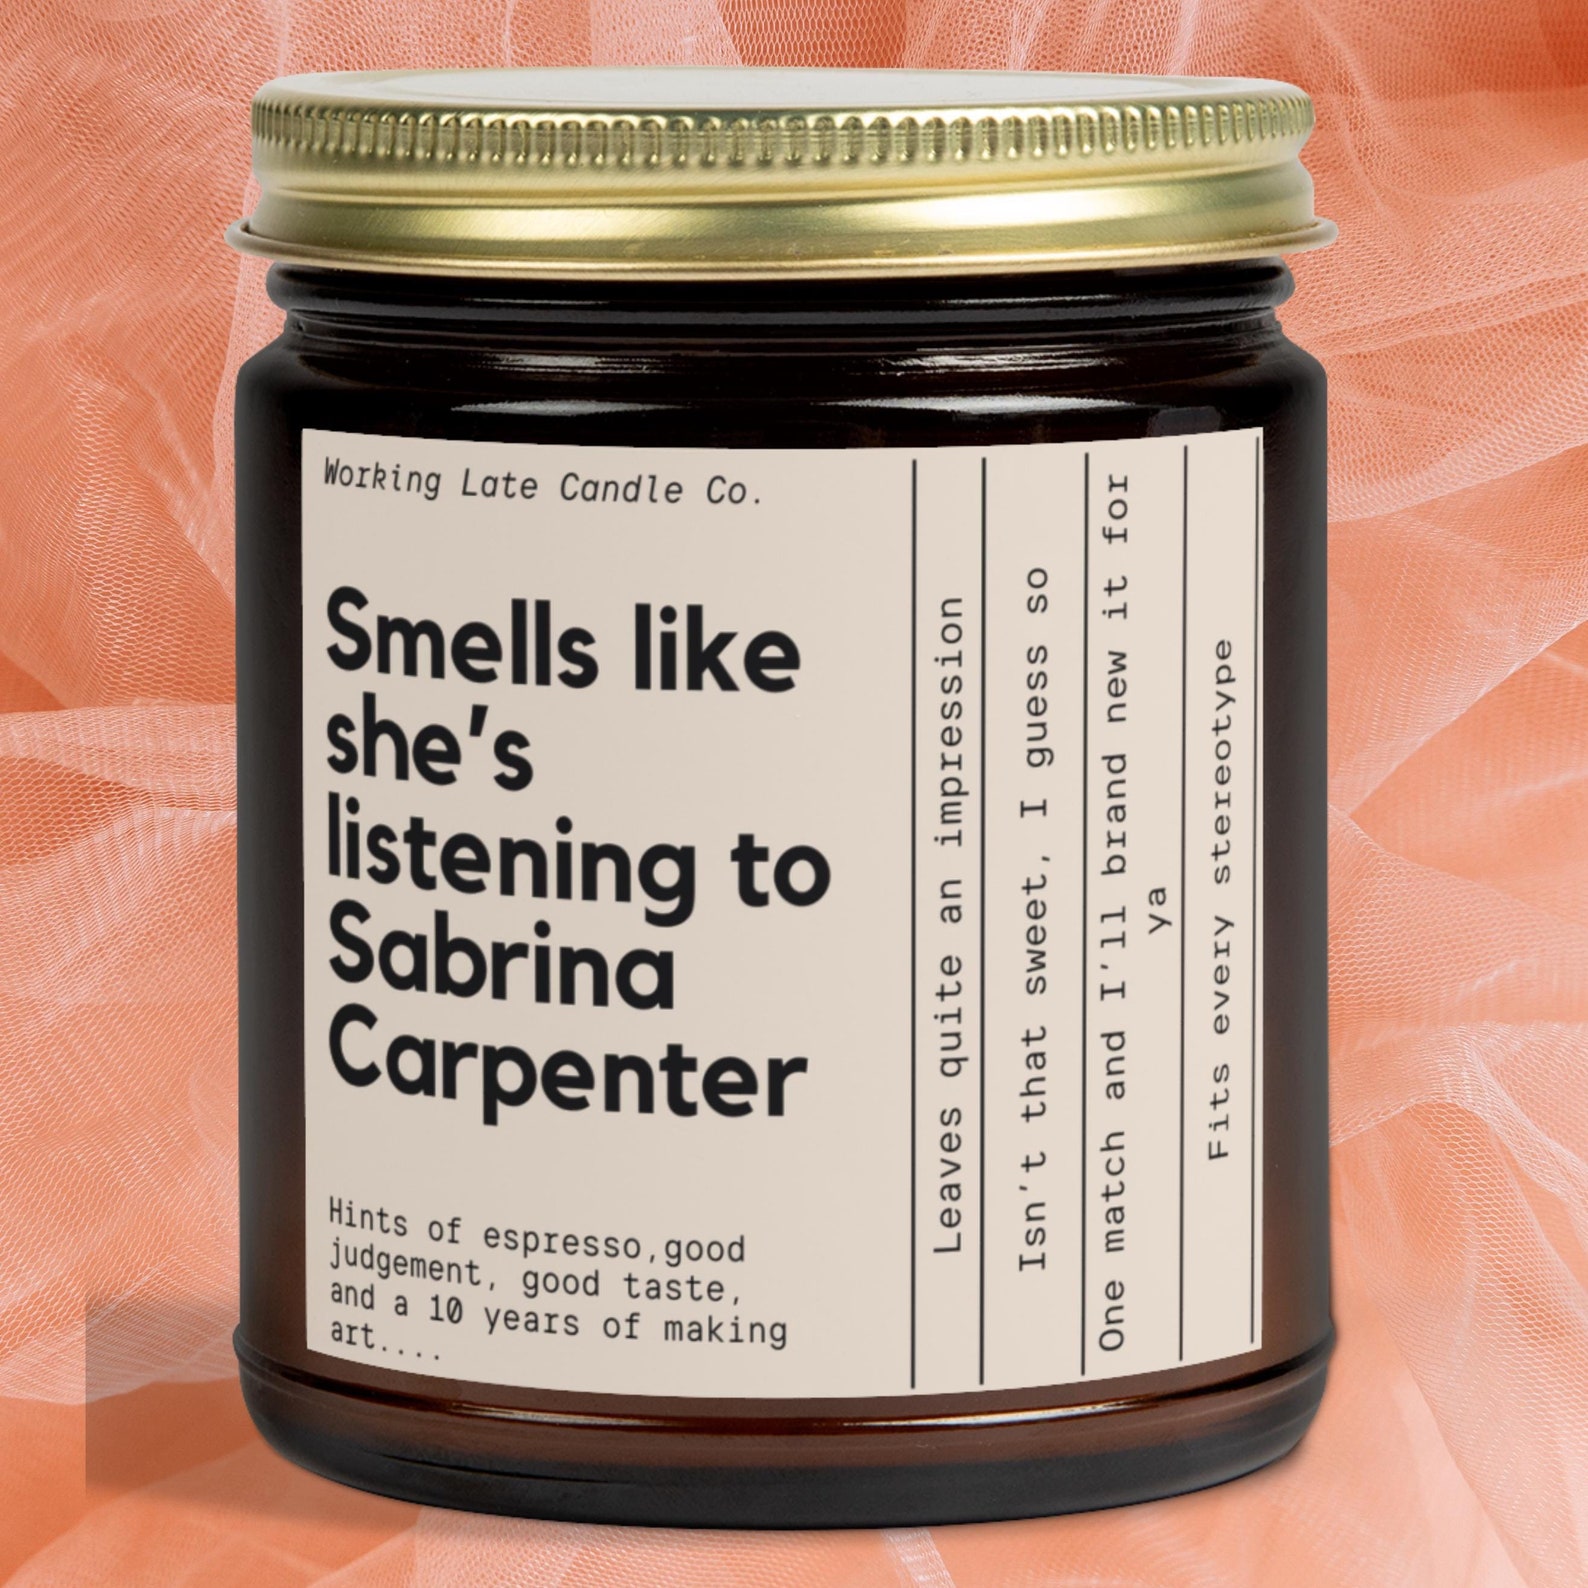 Working Late Candle Co.
Smells like
she's
listening to
Sabrina
Carpenter
Hints of espresso,good
judgement, good taste,
and a 10 years of making
art....
Leaves quite an impression
Isn't that sweet, I guess so
One match and I'll brand new it for
ya
Fits every stereotype